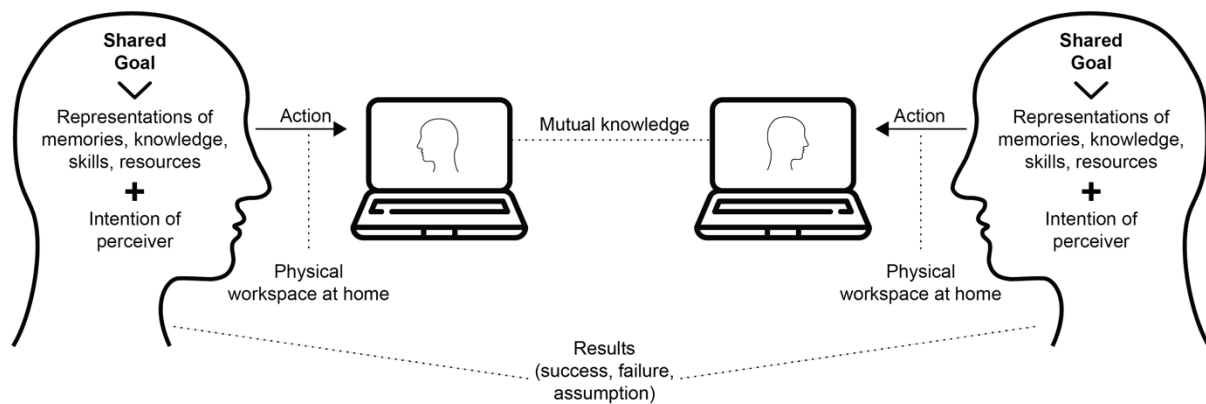 Shared
Goal
Representations of
memories, knowledge,
skills, resources
+
Intention of
perceiver
Action
Physical
workspace at home
Mutual knowledge
Action
Physical
workspace at home
Shared
Goal
Representations of
memories, knowledge,
skills, resources
+
Intention of
perceiver
Results
(success, failure,
assumption)